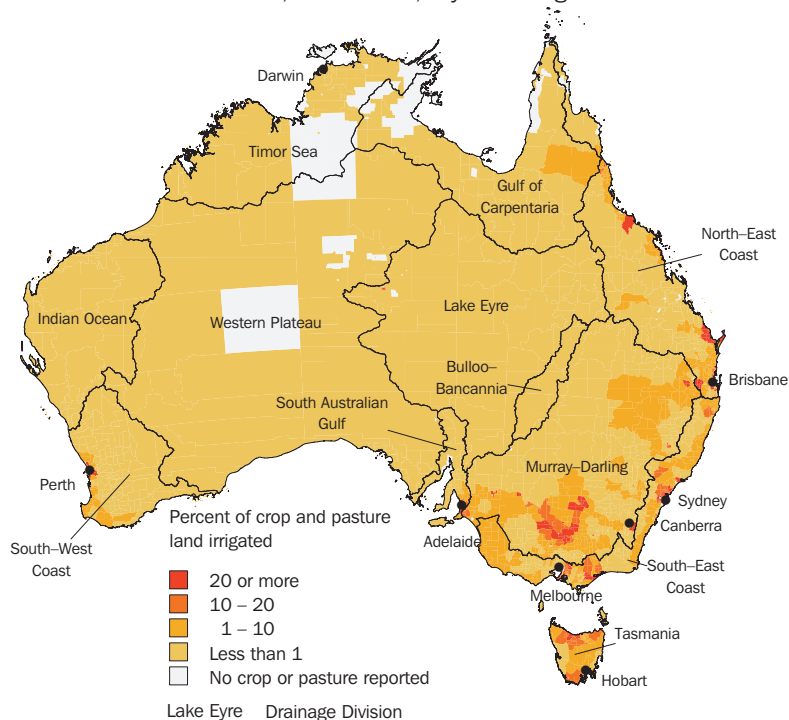 Darwin
Timor Sea
Gulf of
Carpentaria
North–East
Coast
Indian Ocean
Western Plateau
Lake Eyre
Bulloo–
Bancannia
Brisbane
South Australian
Gulf
Murray–Darling
Perth
Sydney
Canberra
Adelaide
South–West
Coast
South–East
Coast
Melbourne
Tasmania
Hobart
Percent of crop and pasture
land irrigated
20 or more
10 – 20
1 – 10
Less than 1
No crop or pasture reported
Lake Eyre Drainage Division